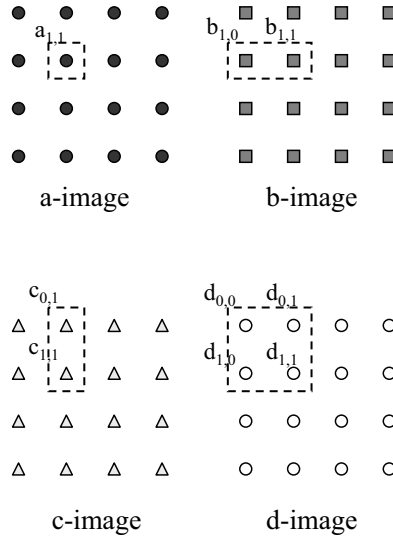 a1,1
b1,0 b1,1
a-image b-image
c0,1
d0,0 d0,1
c1,1
d1,0 d1,1
c-image d-image